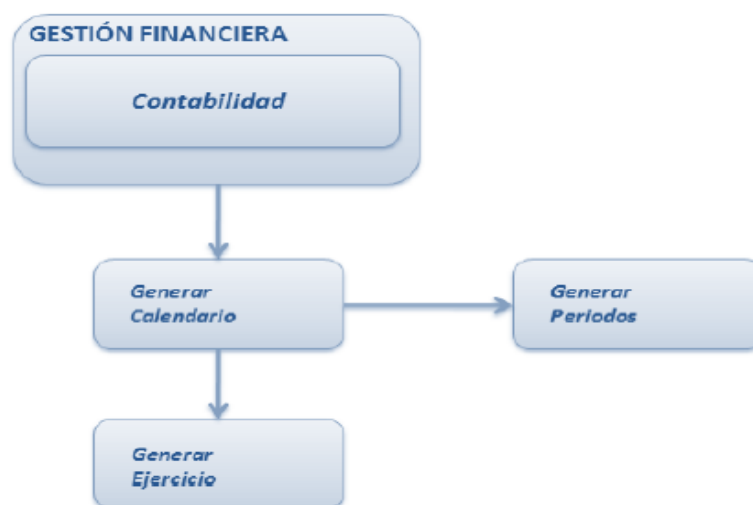 GESTIÓN FINANCIERA
Contabilidad
Generar
Calendario
Generar
Periodos
Generar
Ejercicio